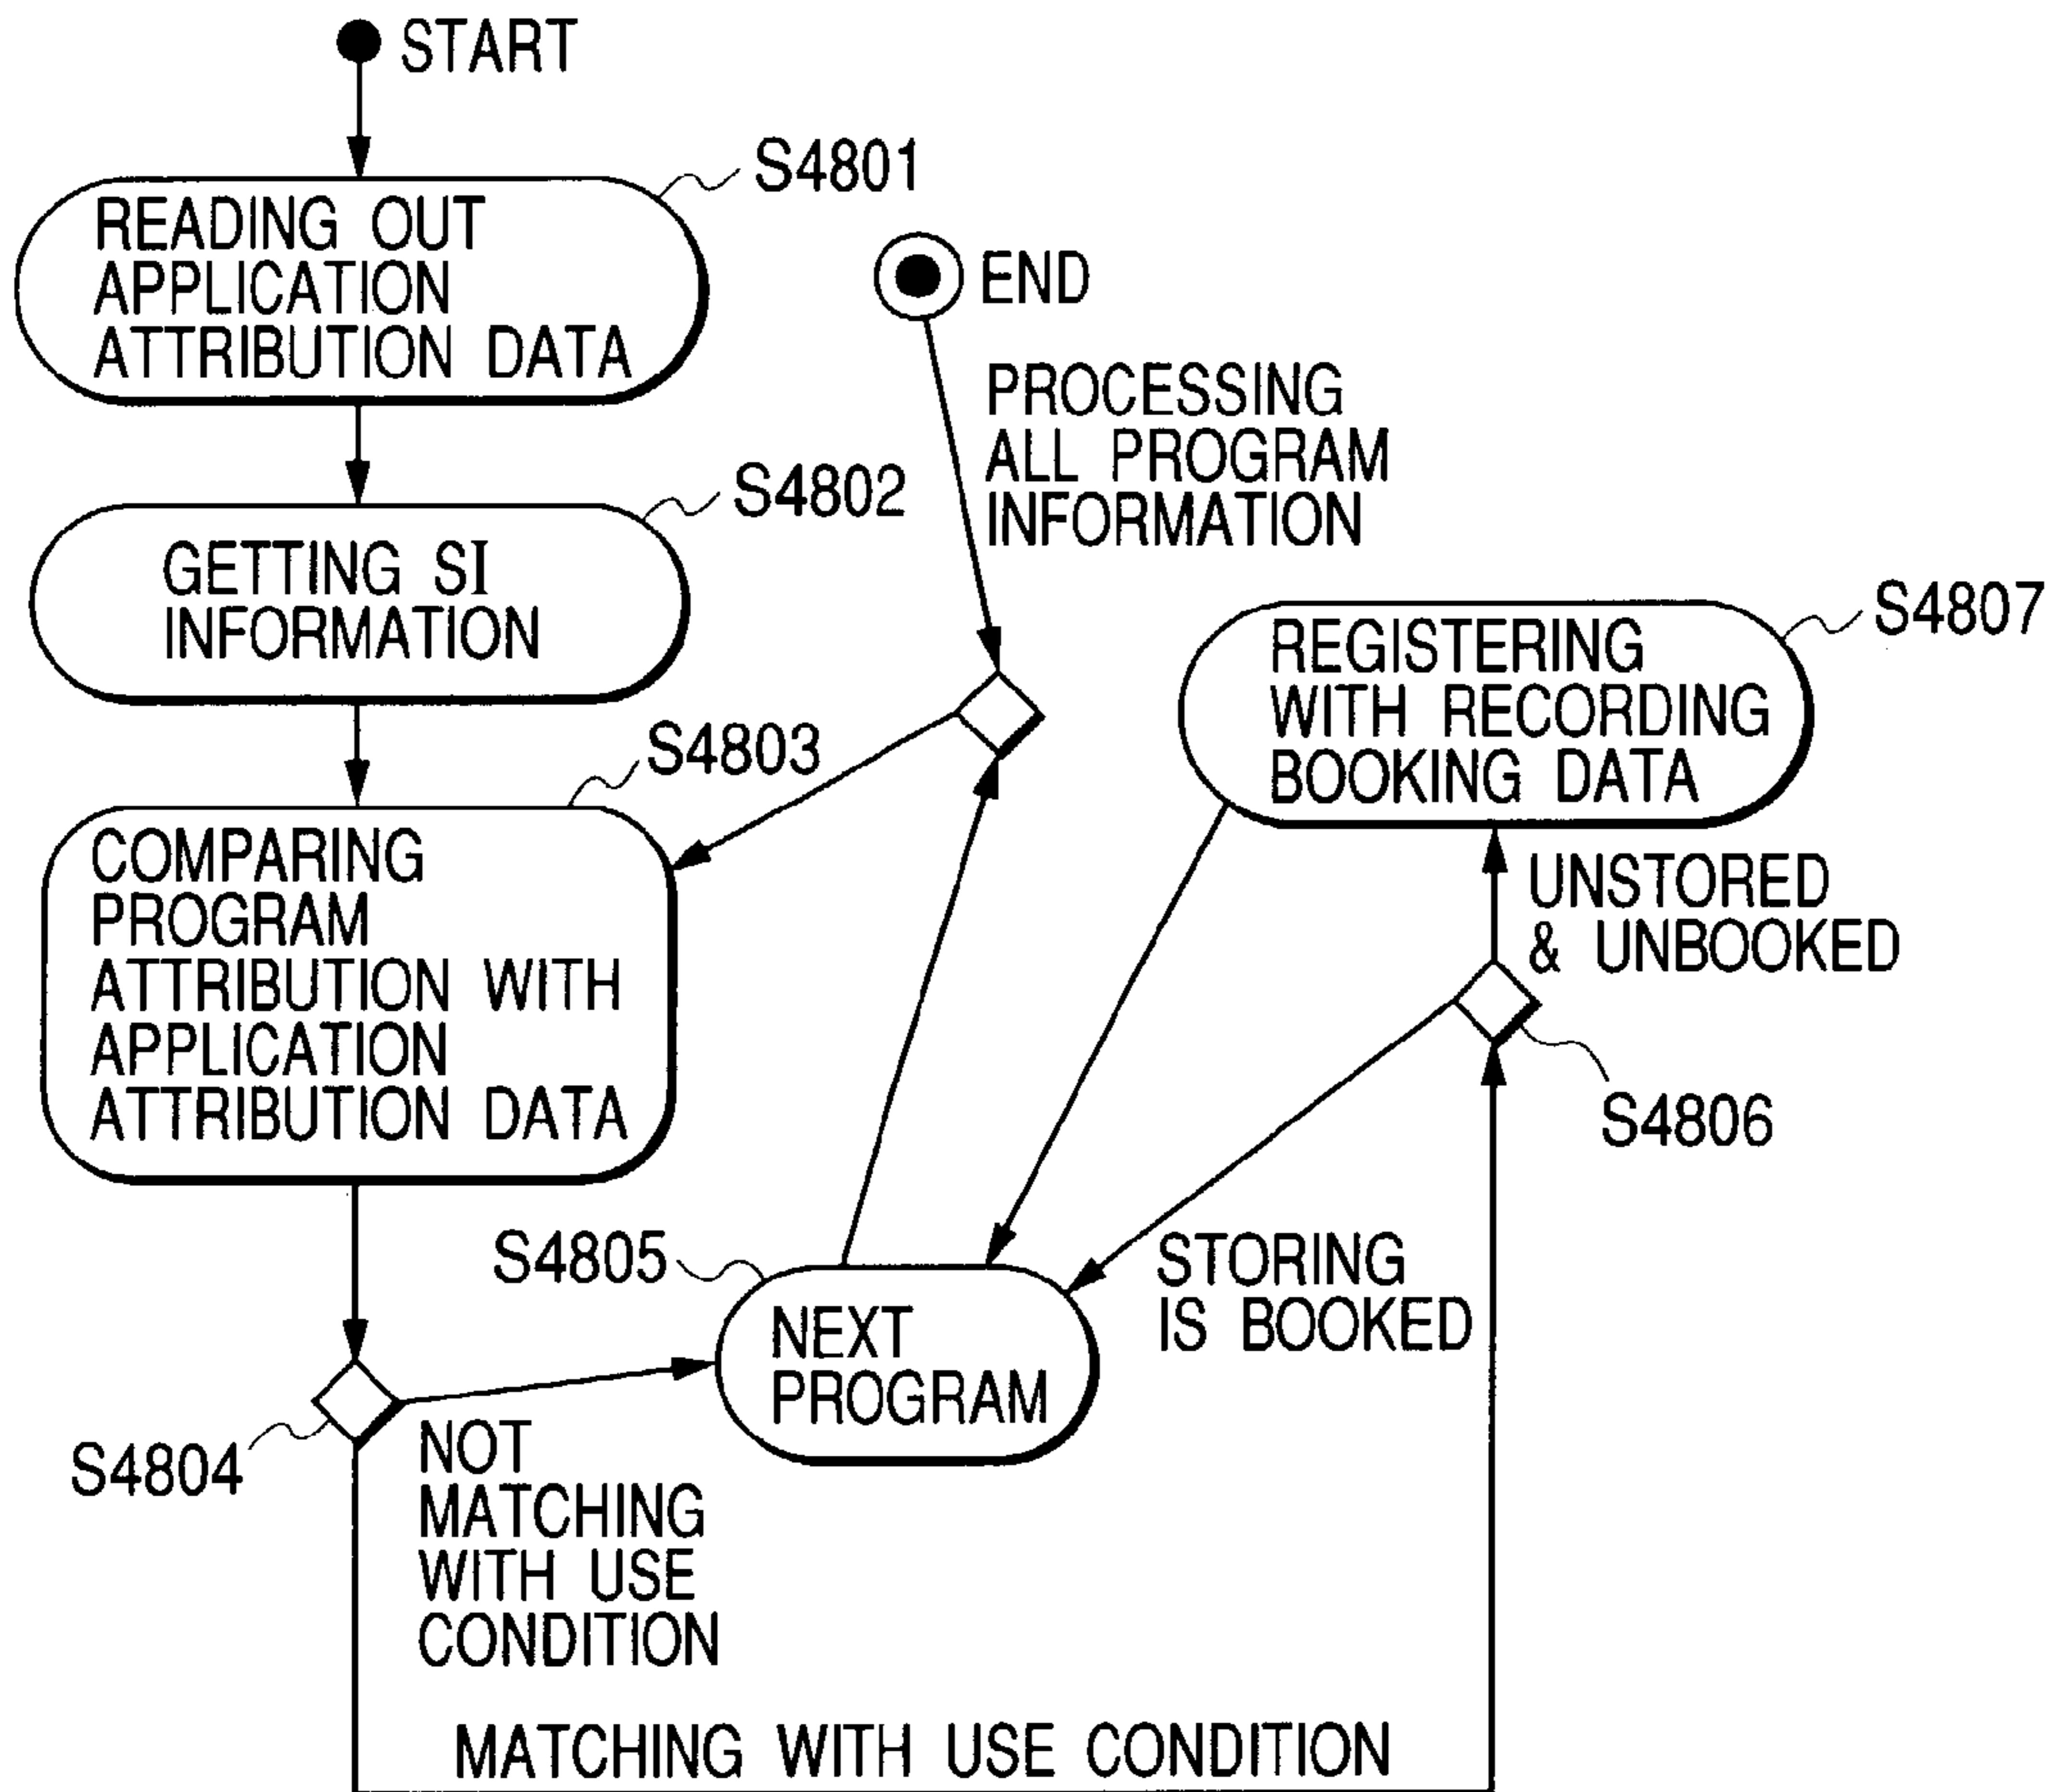 START
S4801
READING OUT
APPLICATION
ATTRIBUTION DATA
END
PROCESSING
ALL PROGRAM
INFORMATION
S4802
GETTING SI
INFORMATION
S4807
REGISTERING
WITH RECORDING
BOOKING DATA
S4803
COMPARING
PROGRAM
ATTRIBUTION WITH
APPLICATION
ATTRIBUTION DATA
UNSTORED
& UNBOOKED
S4806
S4805
NEXT
PROGRAM
STORING
IS BOOKED
S4804
NOT
MATCHING
WITH USE
CONDITION
MATCHING WITH USE CONDITION